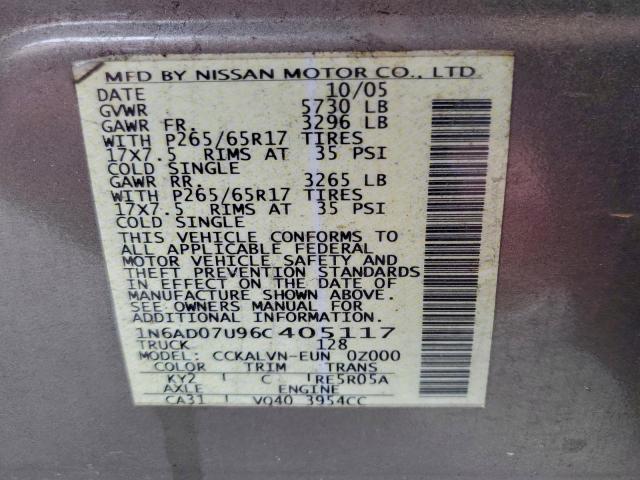 MFD BY NISSAN MOTOR CO., LTD
DATE 10/05
GVWR 5730 LB
GAWR FR. 3296 LB
WITH P265/65R17 TIRES
17X7.5 RIMS AT 35 PSI
COLD SINGLE
GAWR RR. 3265 LB
WITH P265/65R17 TIRES
17X7.5 RIMS AT 35 PSI
COLD SINGLE
THIS VEHICLE CONFORMS TO
ALL APPLICABLE FEDERAL
MOTOR VEHICLE SAFETY AND
THEFT PREVENTION STANDARDS
IN EFFECT ON THE DATE OF
MANUFACTURE SHOWN ABOVE.
SEE OWNERS MANUAL FOR
ADDITIONAL INFORMATION
1N6AD07U96C405117
TRUCK 128
MODEL: CCKALVN-EUN 0Z000
COLOR TRIM TRANS
KY2 C RE5R05A
AXLE ENGINE
CA31 VQ40 3954CC